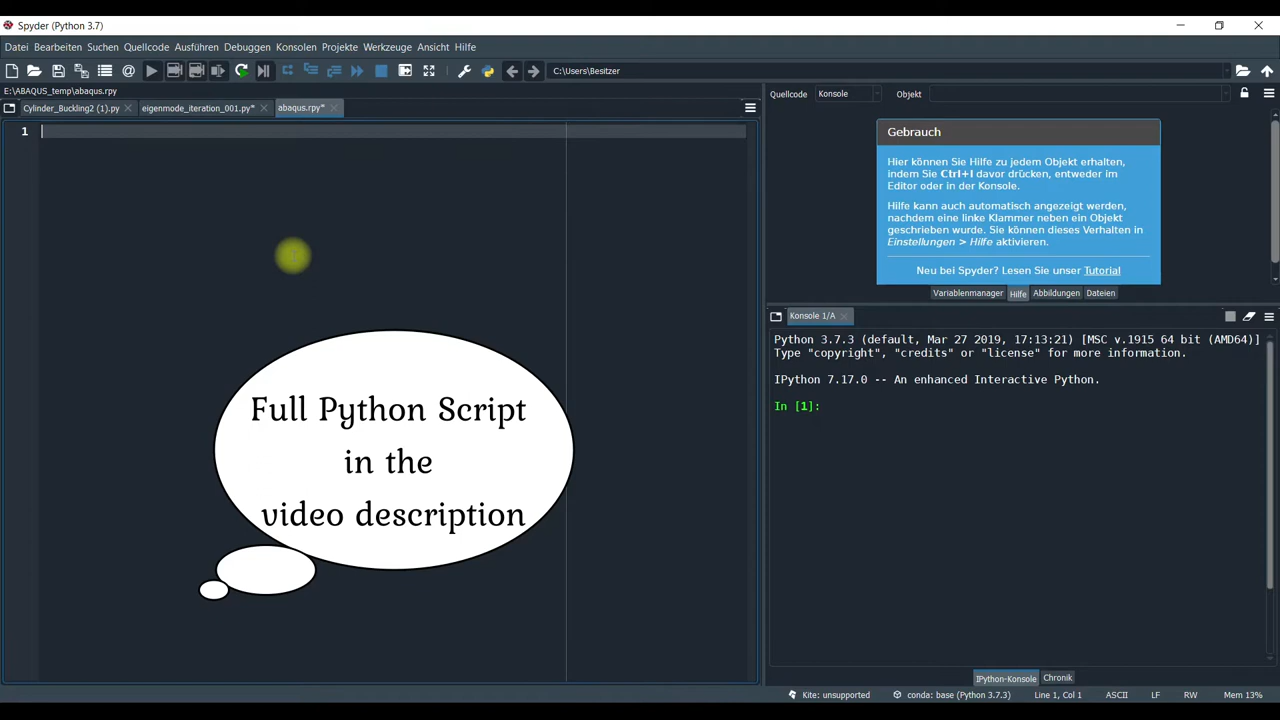 Spyder (Python 3.7)
Datei Bearbeiten Suchen Quellcode Ausführen Debuggen Konsolen Projekte Werkzeuge Ansicht Hilfe
C:\Users\Besitzer
E:\ABAQUS_temp\abaqus.rpy
Cylinder_Buckling2 (1).py eigenmode_iteration_001.py* abaqus.rpy*
1
Full Python Script
in the
video description
Quellcode Konsole Objekt
Gebrauch
Hier können Sie Hilfe zu jedem Objekt erhalten,
indem Sie Ctrl+I davor drücken, entweder im
Editor oder in der Konsole.
Hilfe kann auch automatisch angezeigt werden,
nachdem eine linke Klammer neben ein Objekt
geschrieben wurde. Sie können dieses Verhalten in
Einstellungen > Hilfe aktivieren.
Neu bei Spyder? Lesen Sie unser Tutorial
Variablenmanager Hilfe Abbildungen Dateien
Konsole 1/A
Python 3.7.3 (default, Mar 27 2019, 17:13:21) [MSC v.1915 64 bit (AMD64)]
Type "copyright", "credits" or "license" for more information.
IPython 7.17.0 -- An enhanced Interactive Python.
In [1]:
IPython-Konsole Chronik
Kite: unsupported conda: base (Python 3.7.3) Line 1, Col 1 ASCII LF RW Mem 13%